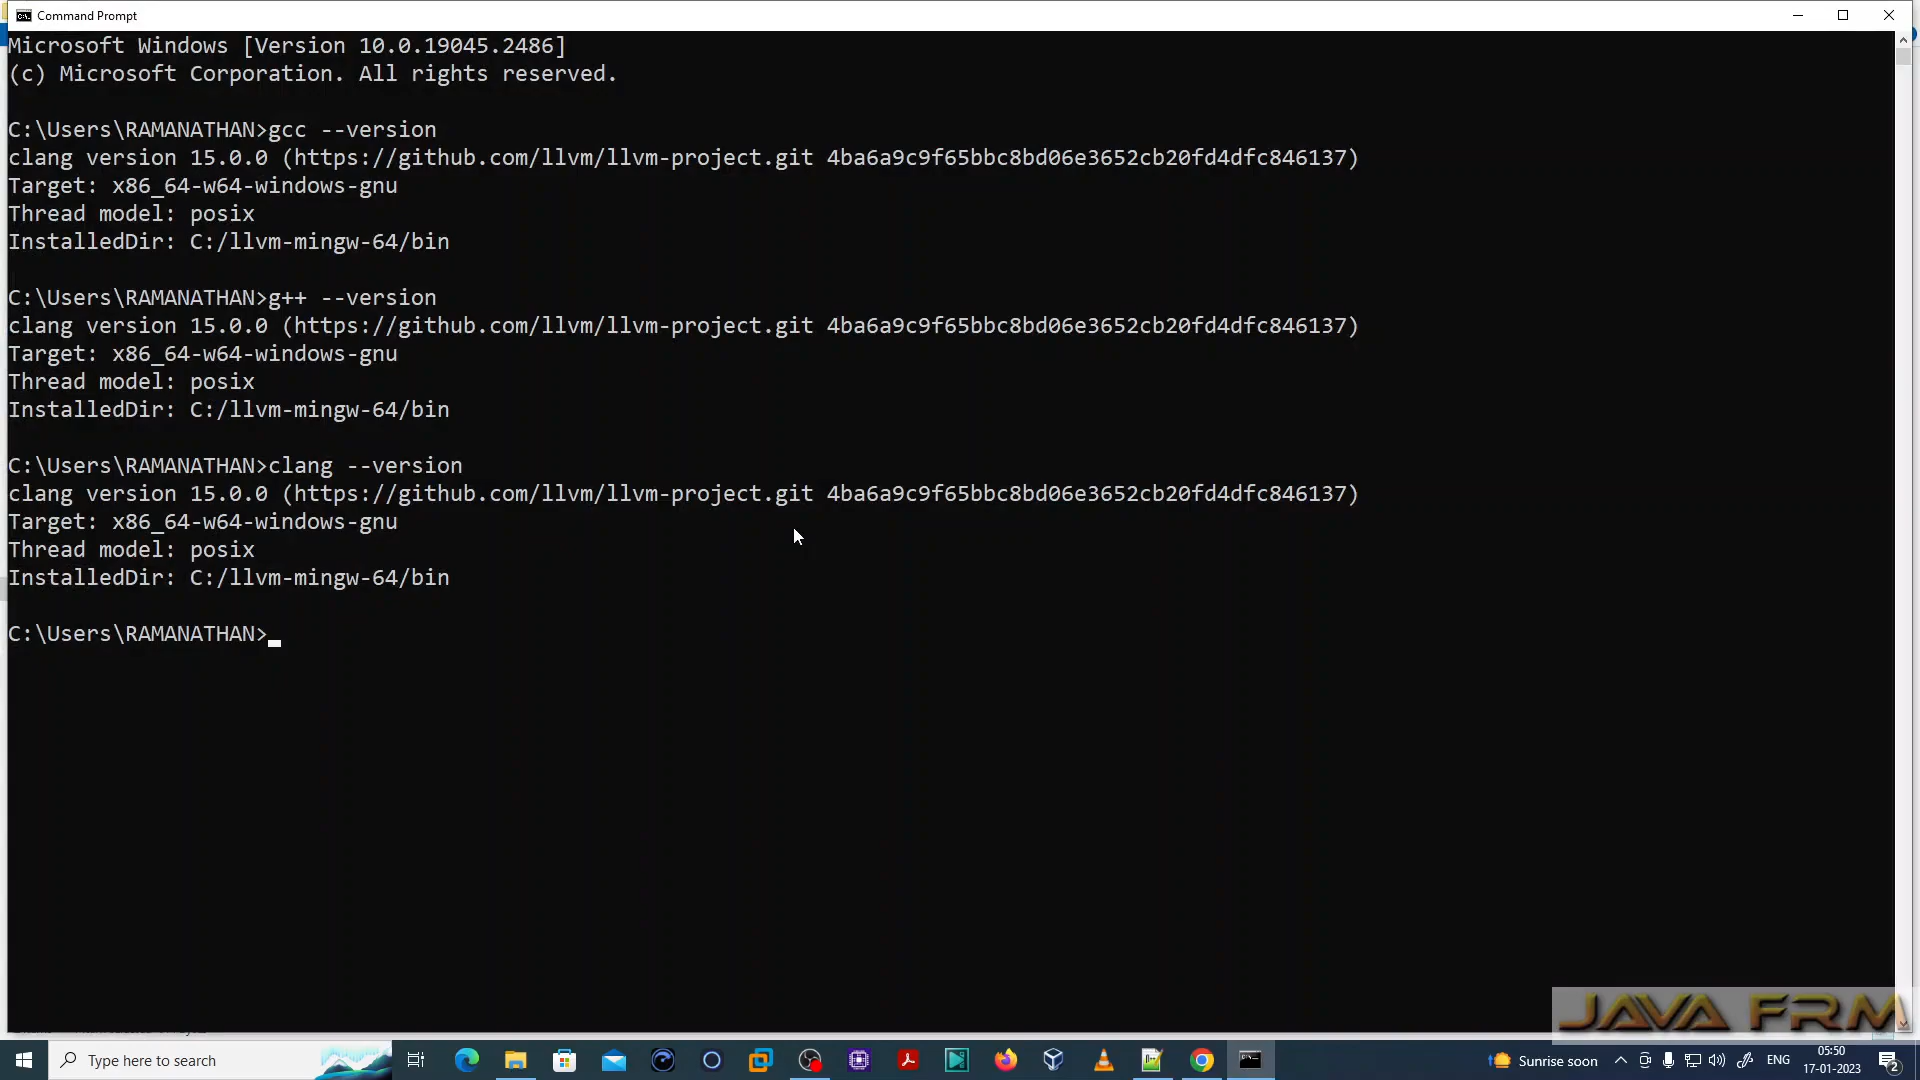 Command Prompt
Microsoft Windows [Version 10.0.19045.2486]
(c) Microsoft Corporation. All rights reserved.
C:\Users\RAMANATHAN>gcc --version
clang version 15.0.0 (https://github.com/llvm/llvm-project.git 4ba6a9c9f65bbc8bd06e3652cb20fd4dfc846137)
Target: x86_64-w64-windows-gnu
Thread model: posix
InstalledDir: C:/llvm-mingw-64/bin
C:\Users\RAMANATHAN>g++ --version
clang version 15.0.0 (https://github.com/llvm/llvm-project.git 4ba6a9c9f65bbc8bd06e3652cb20fd4dfc846137)
Target: x86_64-w64-windows-gnu
Thread model: posix
InstalledDir: C:/llvm-mingw-64/bin
C:\Users\RAMANATHAN>clang --version
clang version 15.0.0 (https://github.com/llvm/llvm-project.git 4ba6a9c9f65bbc8bd06e3652cb20fd4dfc846137)
Target: x86_64-w64-windows-gnu
Thread model: posix
InstalledDir: C:/llvm-mingw-64/bin
C:\Users\RAMANATHAN>
JAVA FRM
Type here to search
Sunrise soon
ENG
05:50
17-01-2023
2